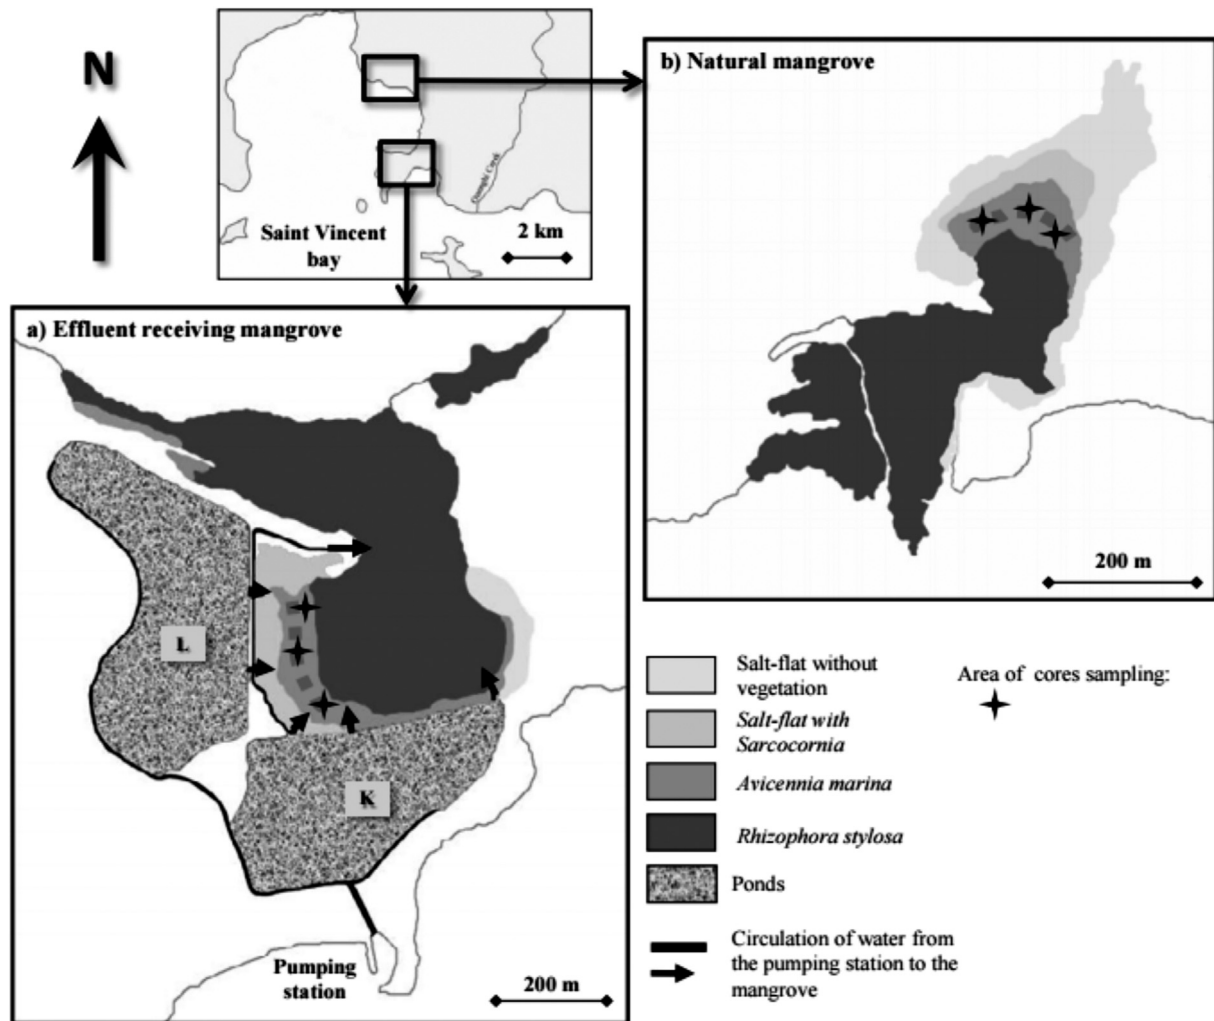 N
Saint Vincent
bay
2 km
b) Natural mangrove
200 m
a) Effluent receiving mangrove
L
K
Pumping
station
200 m
Salt-flat without
vegetation
Salt-flat with
Sarcocornia
Avicennia marina
Rhizophora stylosa
Ponds
Circulation of water from
the pumping station to the
mangrove
Area of cores sampling: